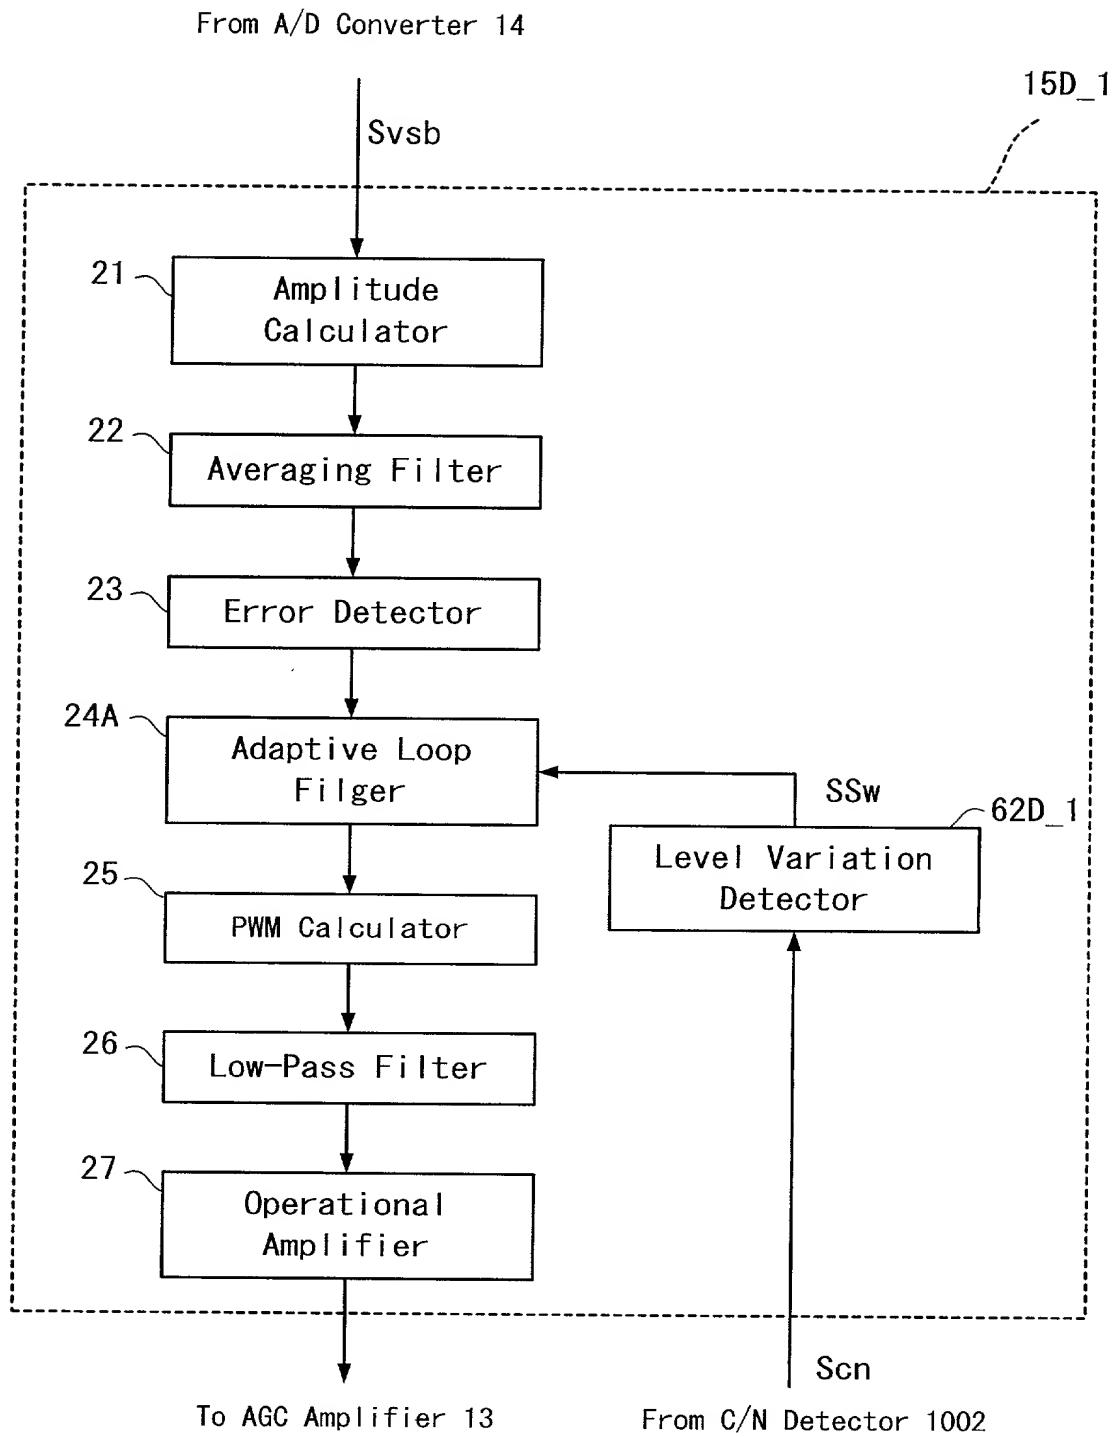 From A/D Converter 14
15D_1
Svsb
21
Amplitude
Calculator
22
Averaging Filter
23
Error Detector
24A
Adaptive Loop
Filger
SSw
62D_1
Level Variation
Detector
25
PWM Calculator
26
Low-Pass Filter
27
Operational
Amplifier
Scn
To AGC Amplifier 13
From C/N Detector 1002